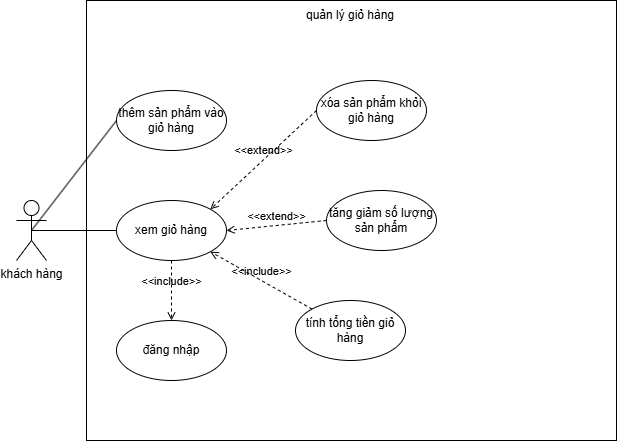 quản lý giỏ hàng
thêm sản phẩm vào
giỏ hàng
xóa sản phẩm khỏi
giỏ hàng
<<extend>>
xem giỏ hàng
<<extend>>
tăng giảm số lượng
sản phẩm
khách hàng
<<include>>
<<include>>
tính tổng tiền giỏ
hàng
đăng nhập